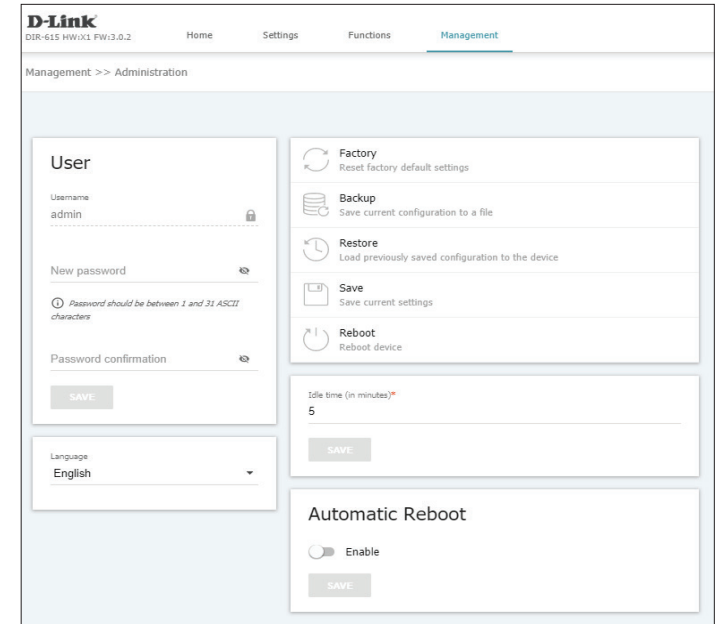 D-Link
DIR-615 HW:X1 FW:3.0.2
Home Settings Functions Management
Management >> Administration
User
Username
admin
New password
Password should be between 1 and 31 ASCII
characters
Password confirmation
SAVE
Language
English
Factory
Reset factory default settings
Backup
Save current configuration to a file
Restore
Load previously saved configuration to the device
Save
Save current settings
Reboot
Reboot device
Idle time (in minutes)*
5
SAVE
Automatic Reboot
Enable
SAVE